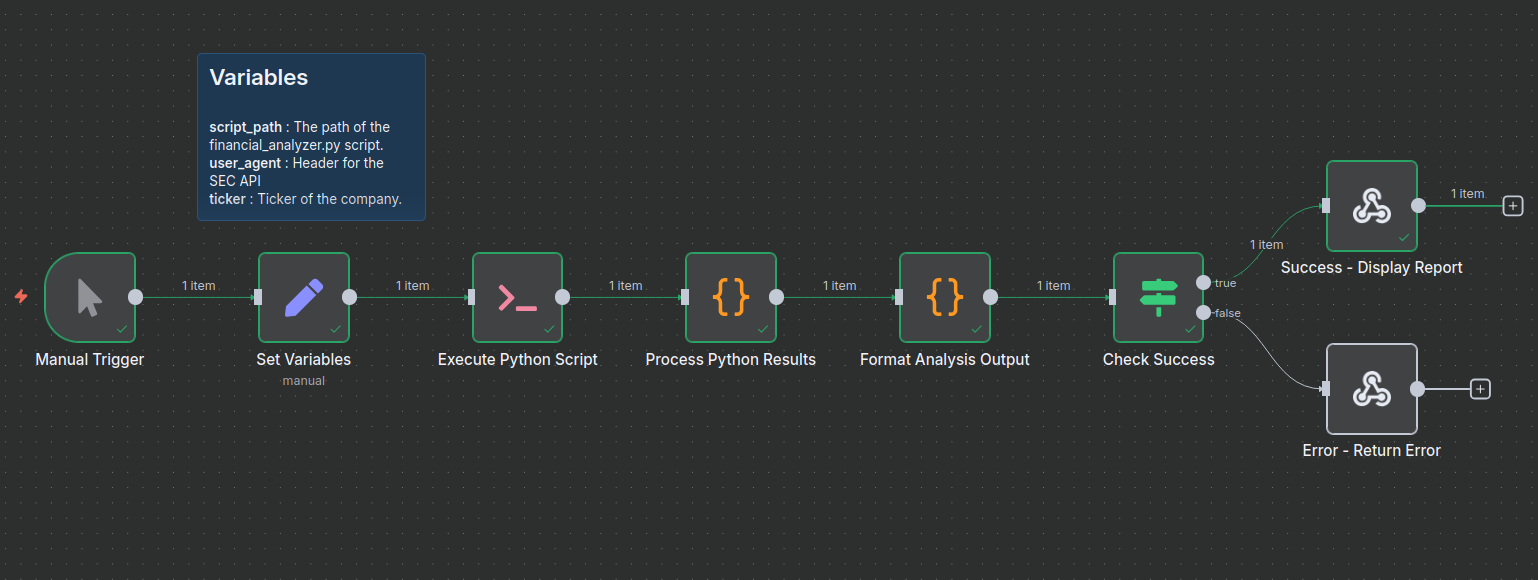 Variables
script_path : The path of the
financial_analyzer.py script.
user_agent : Header for the
SEC API
ticker : Ticker of the company.
1 item
1 item
1 item
1 item
1 item
1 item
1 item
true
false
Manual Trigger
Set Variables
manual
Execute Python Script
Process Python Results
Format Analysis Output
Check Success
Success - Display Report
Error - Return Error